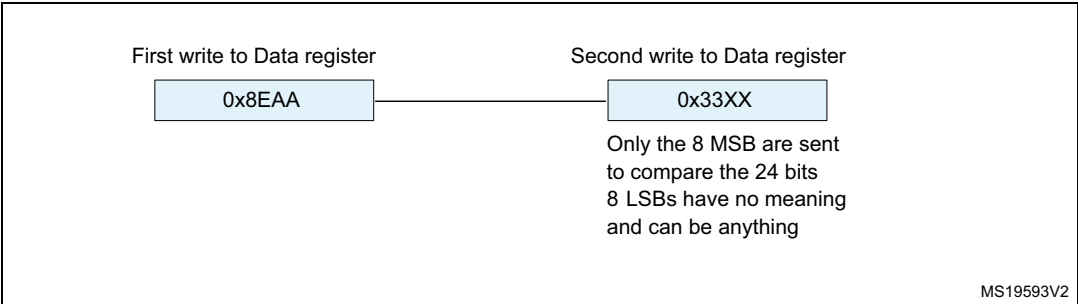 First write to Data register
Second write to Data register
0x8EAA
0x33XX
Only the 8 MSB are sent
to compare the 24 bits
8 LSBs have no meaning
and can be anything
MS19593V2